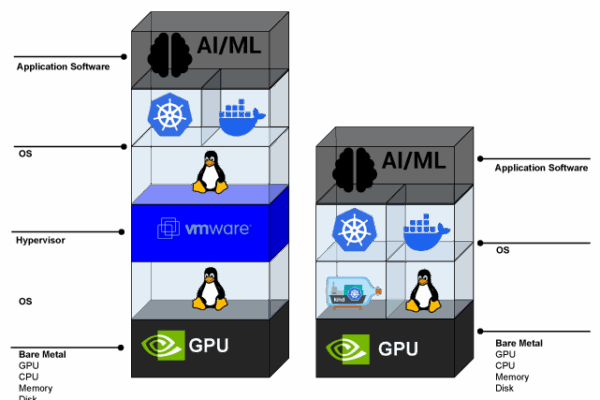 AI/ML
Application Software
OS
vmware
Hypervisor
OS
GPU
Bare Metal
GPU
CPU
Memory
Disk
AI/ML
Application Software
OS
kind
GPU
Bare Metal
GPU
CPU
Memory
Disk